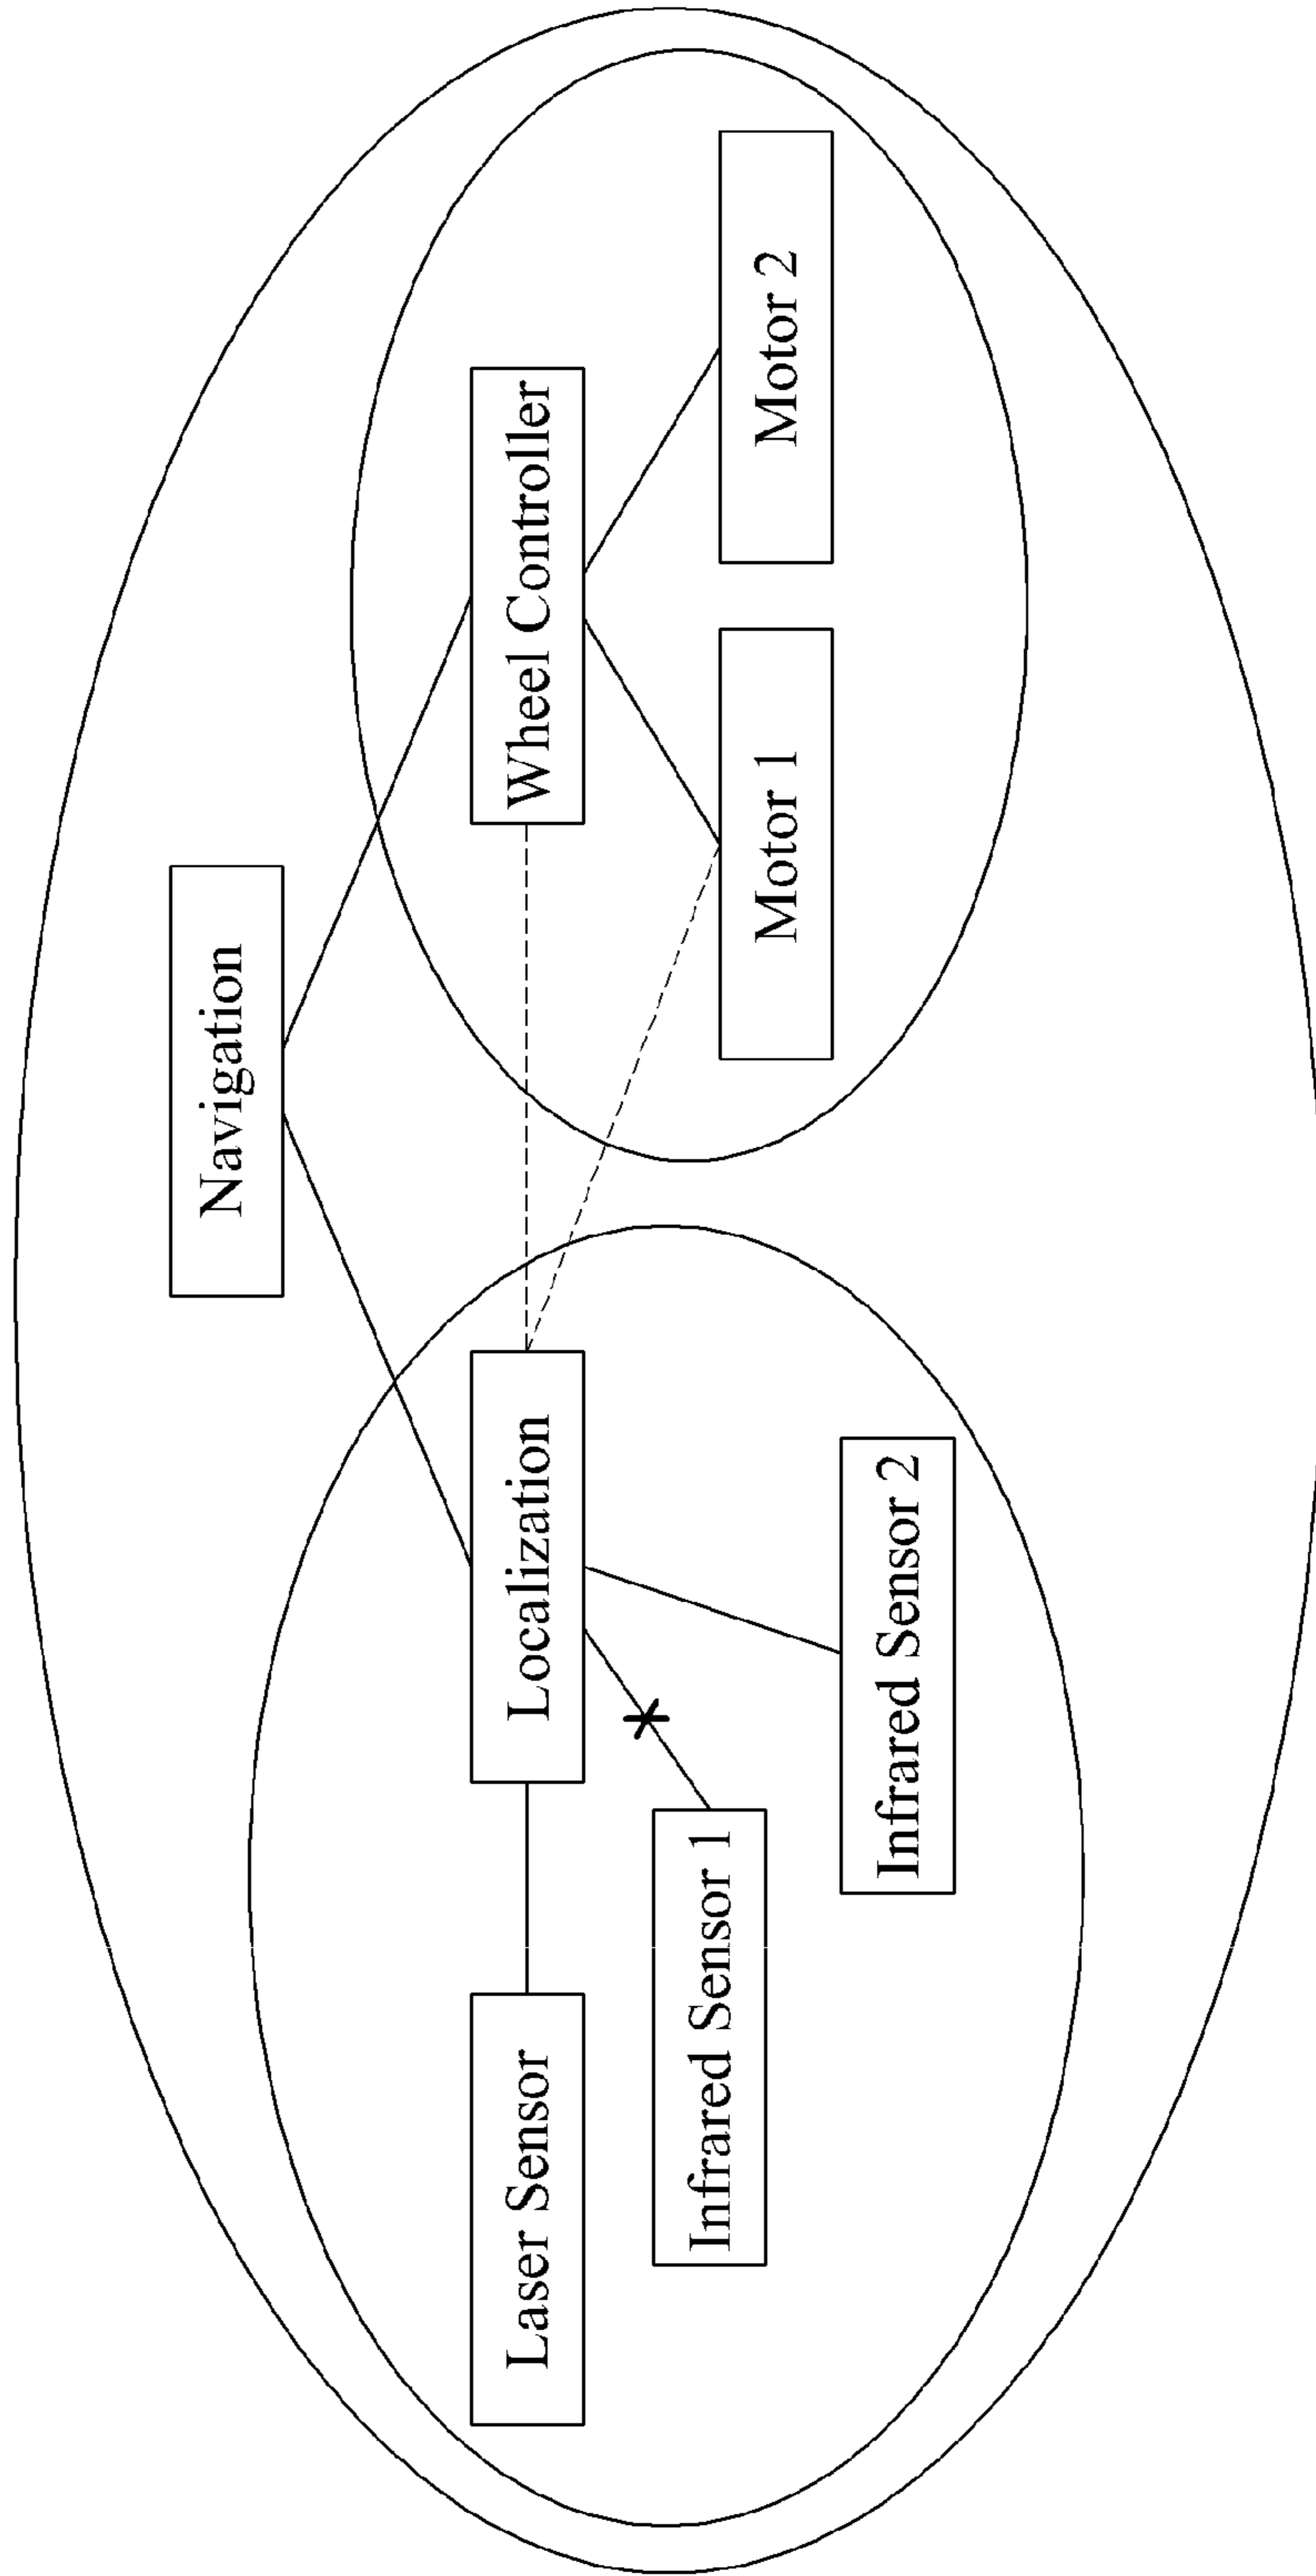 Navigation
Laser Sensor
Localization
Wheel Controller
Infrared Sensor 1
Motor 1
Motor 2
Infrared Sensor 2